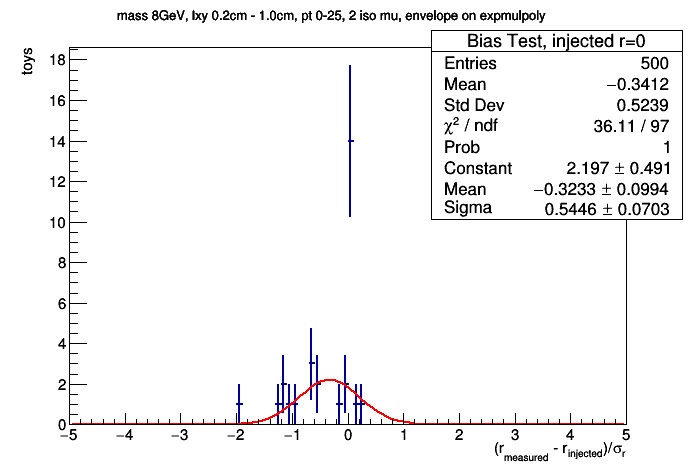 mass 8GeV, lxy 0.2cm - 1.0cm, pt 0-25, 2 iso mu, envelope on expmulpoly
Bias Test, injected r=0
Entries 500
Mean −0.3412
Std Dev 0.5239
χ² / ndf 36.11 / 97
Prob 1
Constant 2.197 ± 0.491
Mean −0.3233 ± 0.0994
Sigma 0.5446 ± 0.0703
toys
18
16
14
12
10
8
6
4
2
0
−5 −4 −3 −2 −1 0 1 2 3 4 5
(r_measured - r_injected)/σ_r